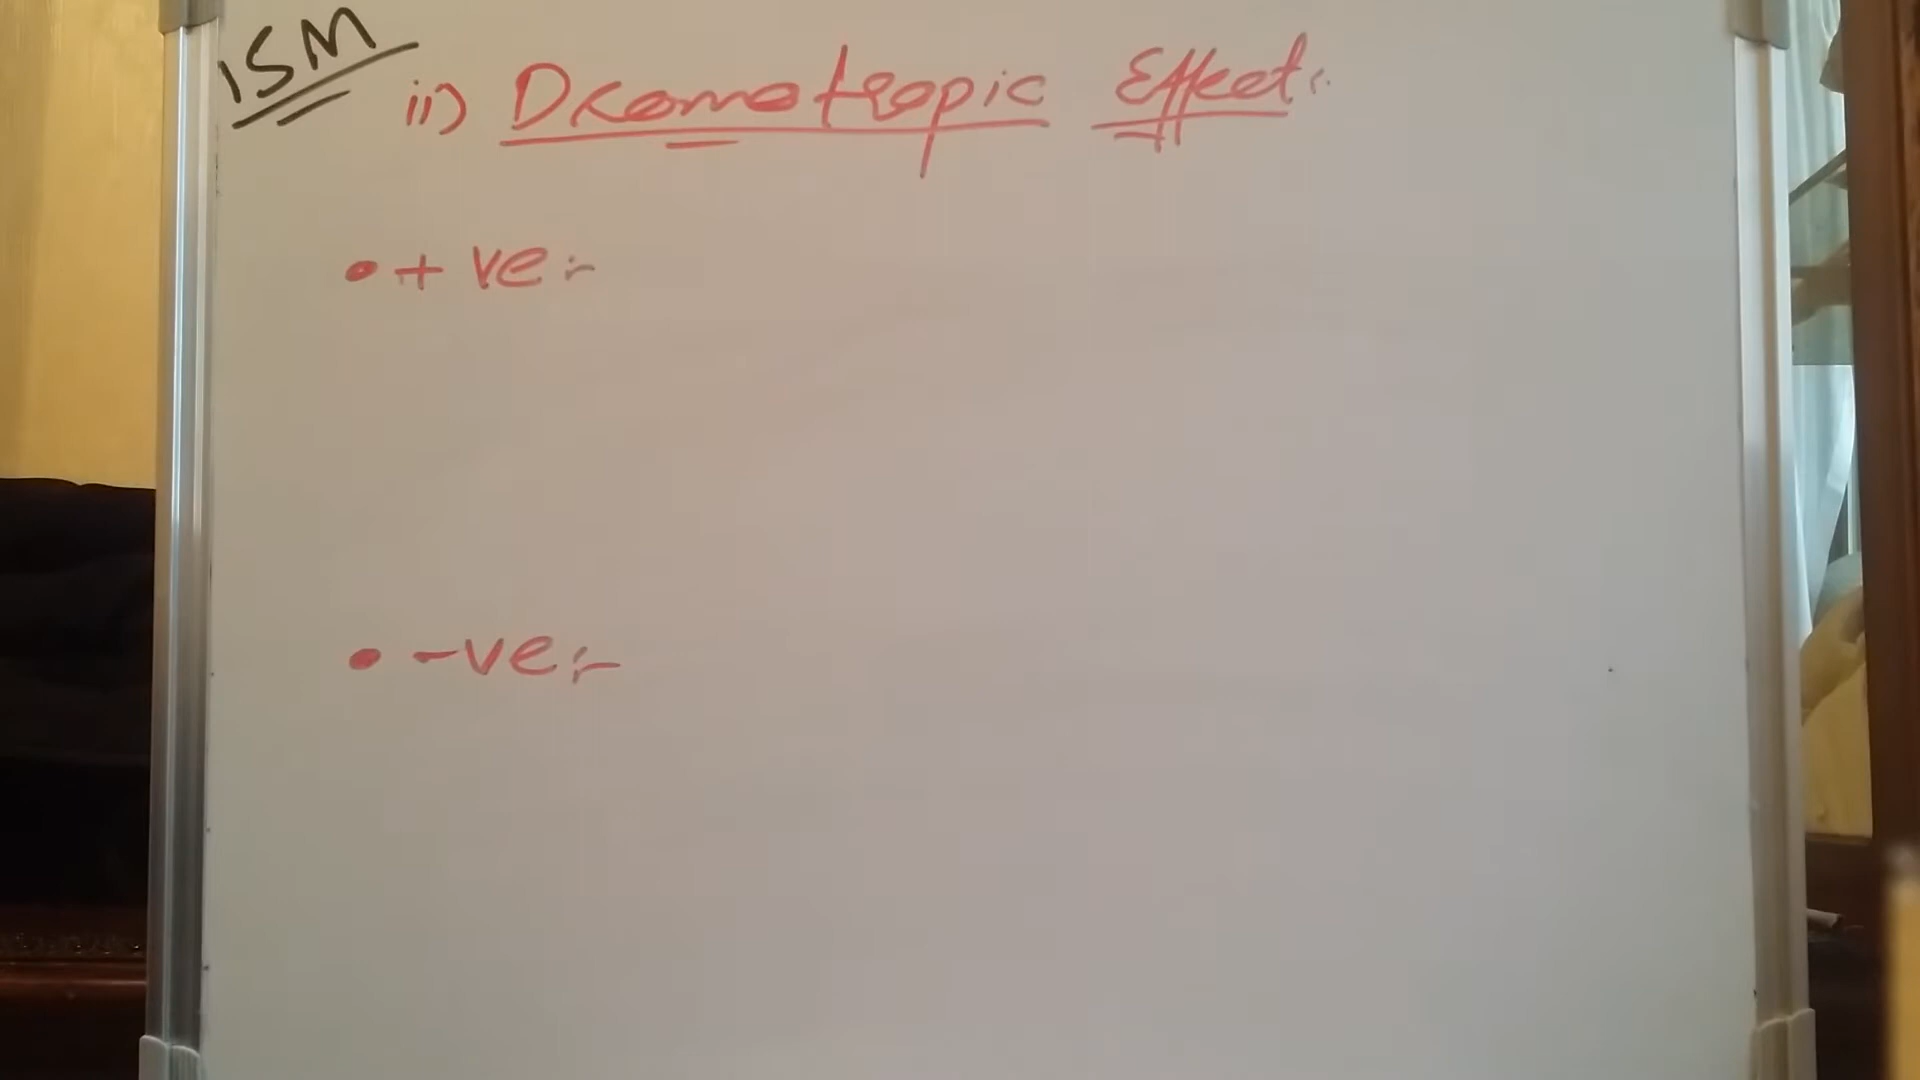 ISM
ii) Dromotropic Effect:
• + ve :-
• -ve :-